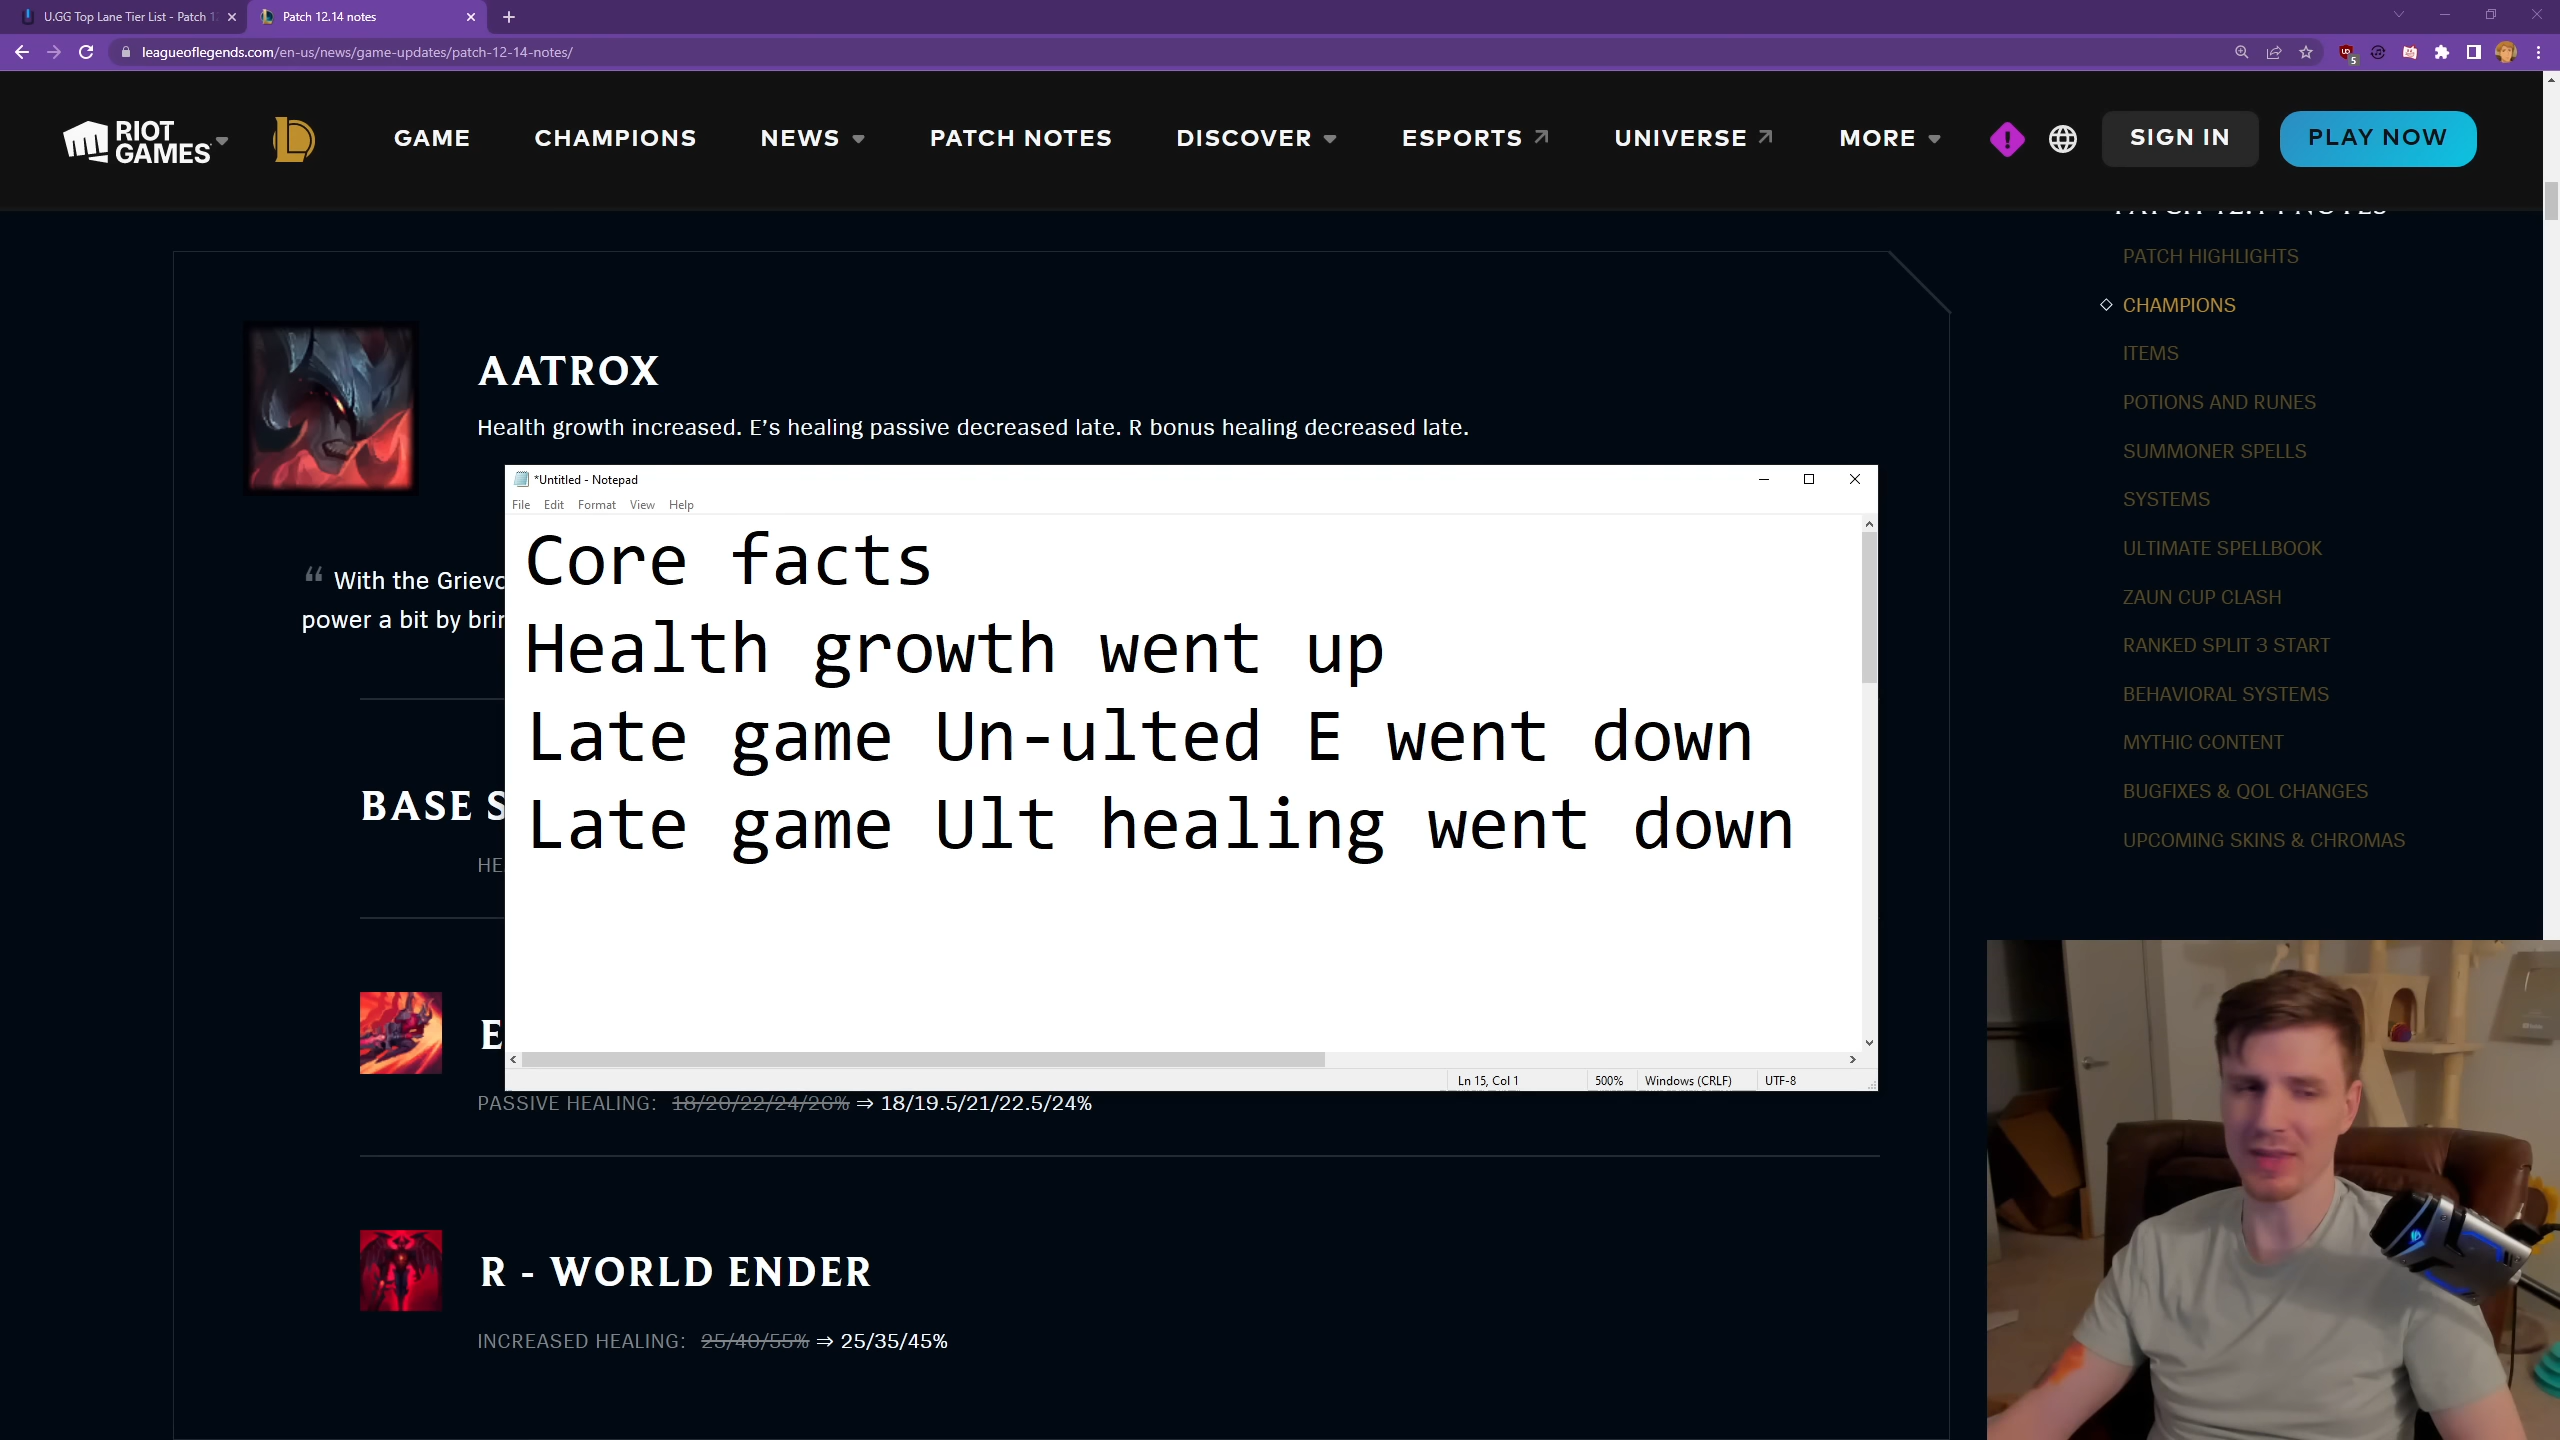 U.GG Top Lane Tier List - Patch 1
Patch 12.14 notes
leagueoflegends.com/en-us/news/game-updates/patch-12-14-notes/
5
RIOT GAMES
GAME
CHAMPIONS
NEWS
PATCH NOTES
DISCOVER
ESPORTS
UNIVERSE
MORE
SIGN IN
PLAY NOW
PATCH 12.14 NOTES
PATCH HIGHLIGHTS
CHAMPIONS
ITEMS
POTIONS AND RUNES
SUMMONER SPELLS
SYSTEMS
ULTIMATE SPELLBOOK
ZAUN CUP CLASH
RANKED SPLIT 3 START
BEHAVIORAL SYSTEMS
MYTHIC CONTENT
BUGFIXES & QOL CHANGES
UPCOMING SKINS & CHROMAS
AATROX
Health growth increased. E’s healing passive decreased late. R bonus healing decreased late.
“ With the Grievo
power a bit by brin
BASE S
HE
E
PASSIVE HEALING: 18/20/22/24/26% ⇒ 18/19.5/21/22.5/24%
R - WORLD ENDER
INCREASED HEALING: 25/40/55% ⇒ 25/35/45%
*Untitled - Notepad
File Edit Format View Help
Core facts
Health growth went up
Late game Un-ulted E went down
Late game Ult healing went down
Ln 15, Col 1
500%
Windows (CRLF)
UTF-8